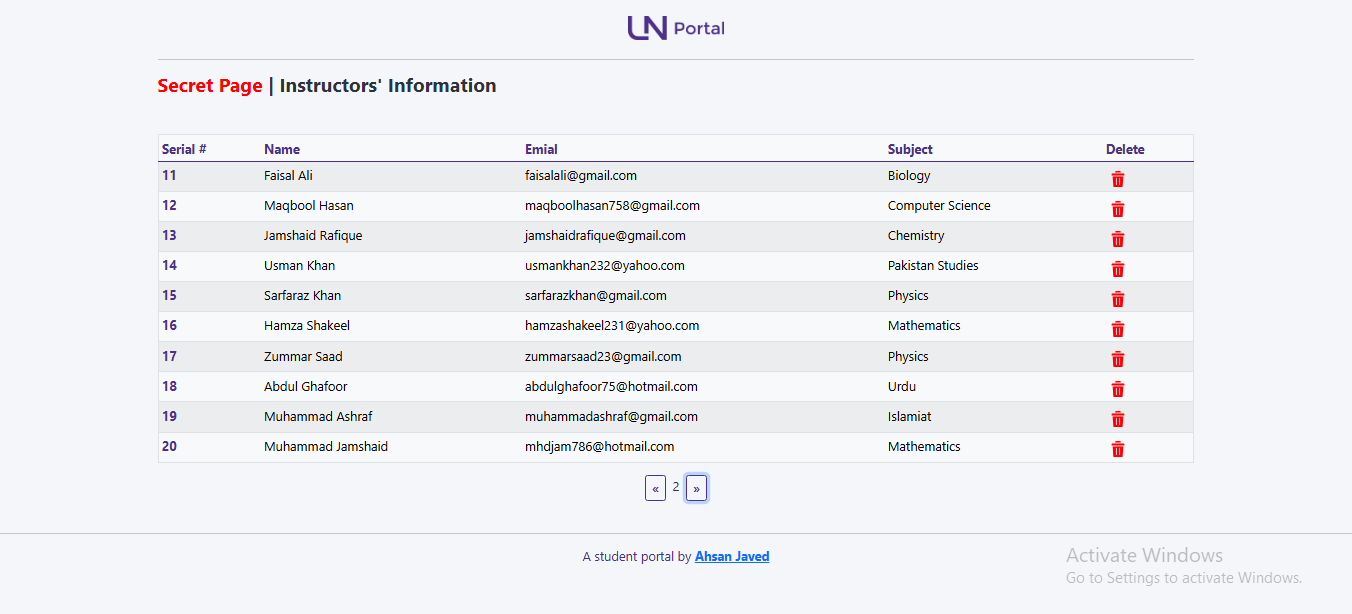 LN Portal
Secret Page | Instructors' Information
Serial # Name Emial Subject Delete
11 Faisal Ali faisalali@gmail.com Biology
12 Maqbool Hasan maqboolhasan758@gmail.com Computer Science
13 Jamshaid Rafique jamshaidrafique@gmail.com Chemistry
14 Usman Khan usmankhan232@yahoo.com Pakistan Studies
15 Sarfaraz Khan sarfarazkhan@gmail.com Physics
16 Hamza Shakeel hamzashakeel231@yahoo.com Mathematics
17 Zummar Saad zummarsaad23@gmail.com Physics
18 Abdul Ghafoor abdulghafoor75@hotmail.com Urdu
19 Muhammad Ashraf muhammadashraf@gmail.com Islamiat
20 Muhammad Jamshaid mhdjam786@hotmail.com Mathematics
« 2 »
A student portal by Ahsan Javed
Activate Windows
Go to Settings to activate Windows.